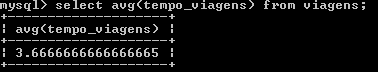 mysql> select avg(tempo_viagens) from viagens;
+--------------------+
| avg(tempo_viagens) |
+--------------------+
| 3.6666666666666665 |
+--------------------+